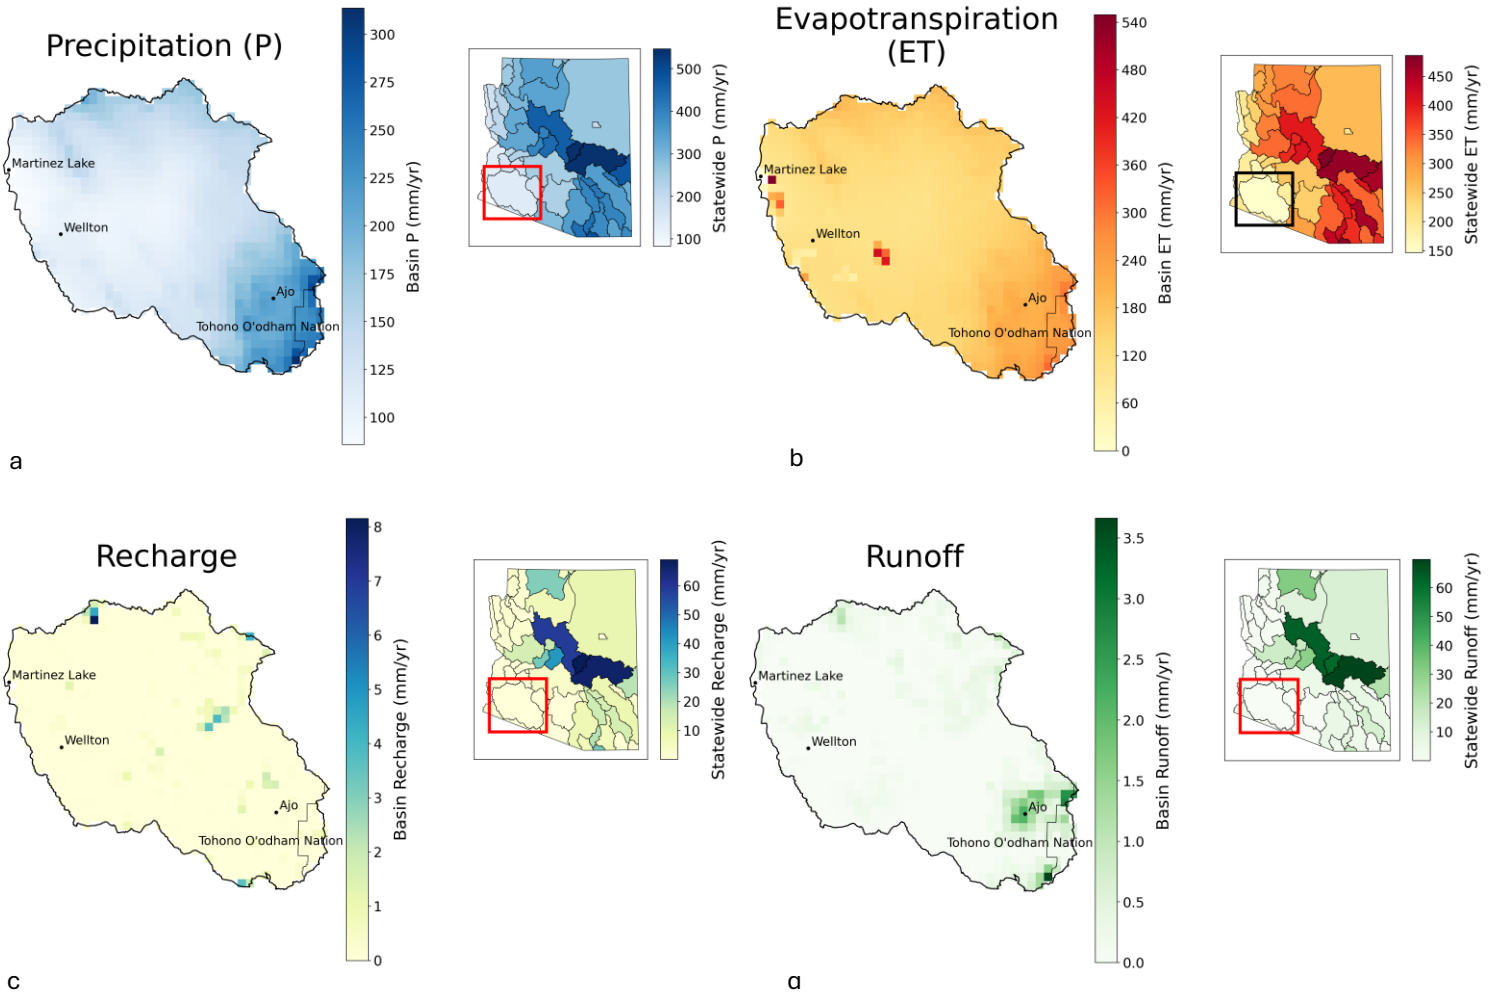 Precipitation (P)
Martinez Lake
Wellton
Ajo
Tohono O'odham Nation
300
275
250
225
200
175
150
125
100
Basin P (mm/yr)
500
400
300
200
100
Statewide P (mm/yr)
a
Evapotranspiration
(ET)
Martinez Lake
Wellton
Ajo
Tohono O'odham Nation
540
480
420
360
300
240
180
120
60
0
Basin ET (mm/yr)
450
400
350
300
250
200
150
Statewide ET (mm/yr)
b
Recharge
Martinez Lake
Wellton
Ajo
Tohono O'odham Nation
8
7
6
5
4
3
2
1
0
Basin Recharge (mm/yr)
60
50
40
30
20
10
Statewide Recharge (mm/yr)
c
Runoff
Martinez Lake
Wellton
Ajo
Tohono O'odham Nation
3.5
3.0
2.5
2.0
1.5
1.0
0.5
0.0
Basin Runoff (mm/yr)
60
50
40
30
20
10
Statewide Runoff (mm/yr)